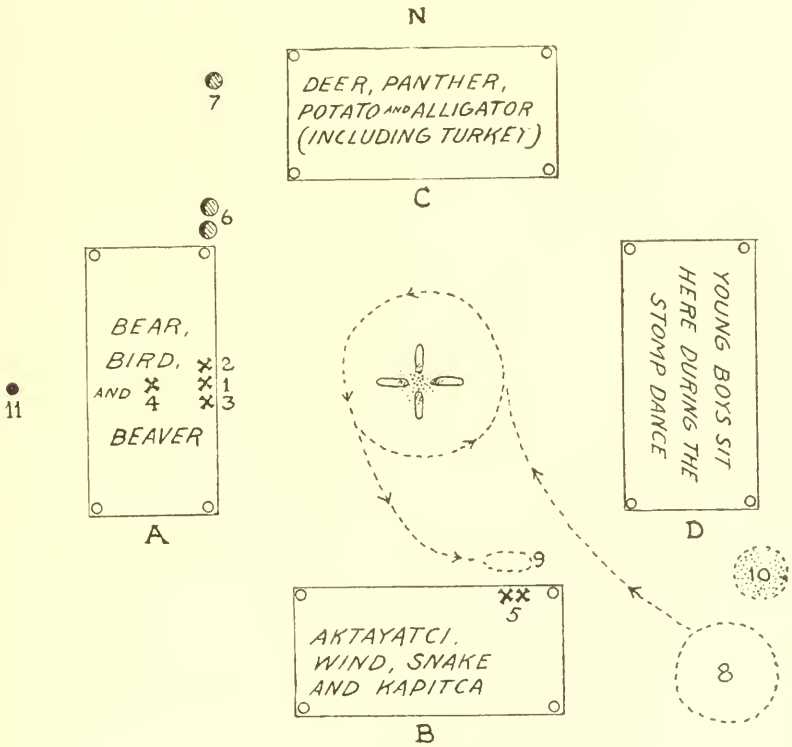 N
DEER, PANTHER,
POTATO AND ALLIGATOR
(INCLUDING TURKEY)
C
7
6
BEAR,
BIRD,
AND
BEAVER
2
1
3
4
A
11
YOUNG BOYS SIT
HERE DURING THE
STOMP DANCE
D
9
10
8
5
AKTAYATCI.
WIND, SNAKE
AND KAPITCA
B